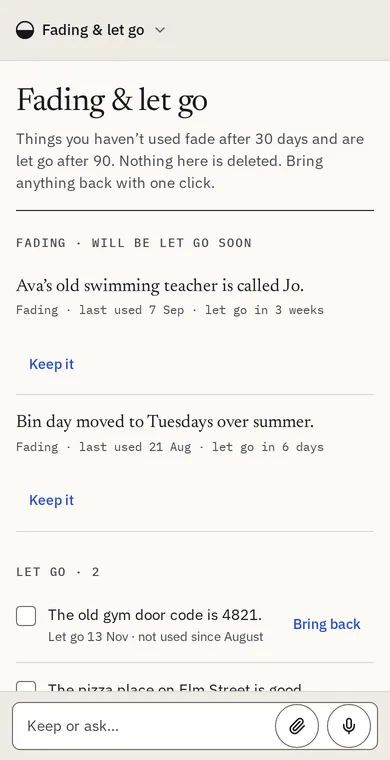 Fading & let go
Fading & let go
Things you haven’t used fade after 30 days and are
let go after 90. Nothing here is deleted. Bring
anything back with one click.
FADING · WILL BE LET GO SOON
Ava’s old swimming teacher is called Jo.
Fading · last used 7 Sep · let go in 3 weeks
Keep it
Bin day moved to Tuesdays over summer.
Fading · last used 21 Aug · let go in 6 days
Keep it
LET GO · 2
The old gym door code is 4821.
Let go 13 Nov · not used since August
Bring back
The pizza place on Elm Street is good.
Keep or ask...